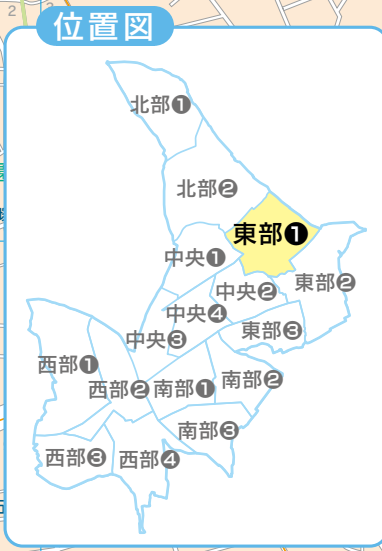 位置図
北部❶
北部❷
東部❶
中央❶
東部❷
中央❷
中央❹
東部❸
中央❸
西部❶
南部❷
西部❷
南部❶
南部❸
西部❸
西部❹
2